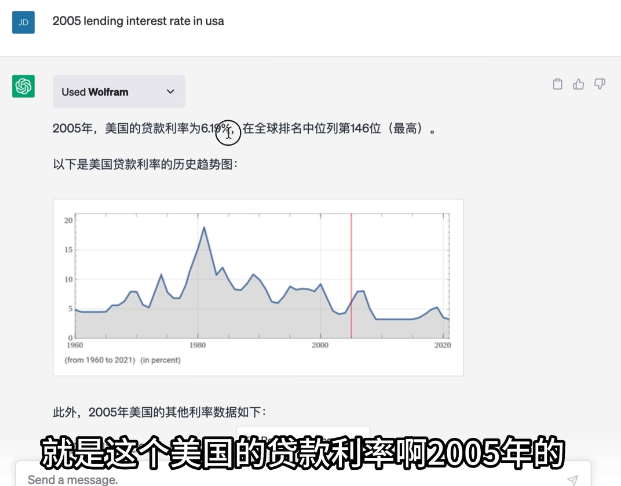 JD
2005 lending interest rate in usa
Used Wolfram
2005年，美国的贷款利率为6.19%，在全球排名中位列第146位（最高）。
以下是美国贷款利率的历史趋势图：
20
15
10
5
0
1960
1980
2000
2020
(from 1960 to 2021) (in percent)
此外，2005年美国的其他利率数据如下：
就是这个美国的贷款利率啊2005年的
Send a message.